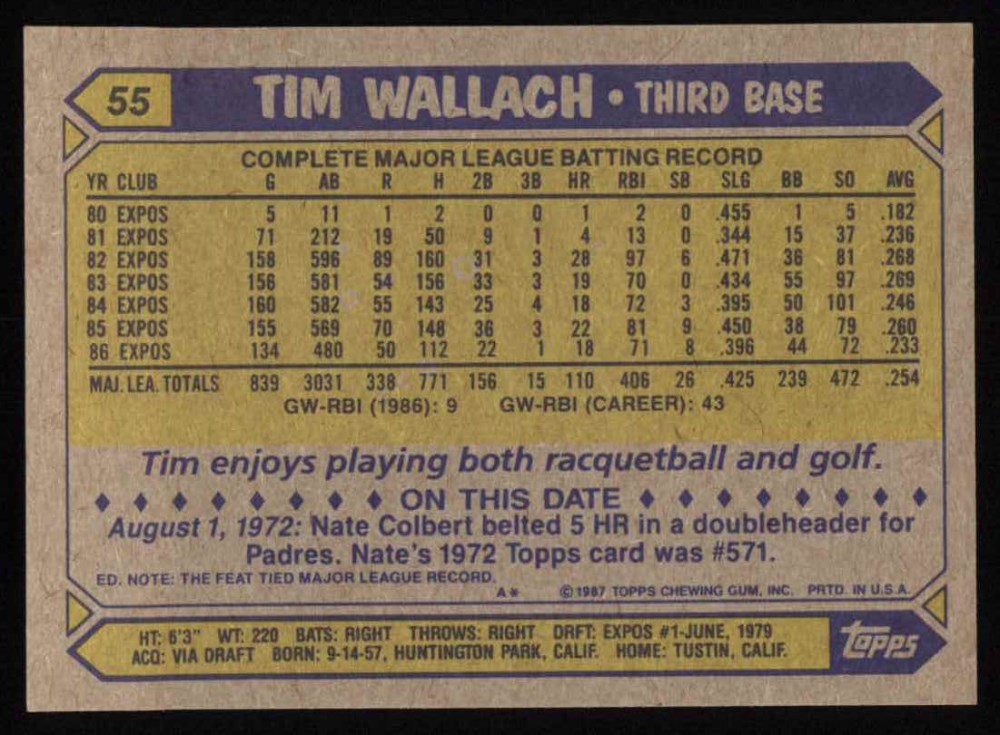 55 TIM WALLACH • THIRD BASE
COMPLETE MAJOR LEAGUE BATTING RECORD
YR CLUB G AB R H 2B 3B HR RBI SB SLG BB SO AVG
80 EXPOS 5 11 1 2 0 0 1 2 0 .455 1 5 .182
81 EXPOS 71 212 19 50 9 1 4 13 0 .344 15 37 .236
82 EXPOS 158 596 89 160 31 3 28 97 6 .471 36 81 .268
83 EXPOS 156 581 54 156 33 3 19 70 0 .434 55 97 .269
84 EXPOS 160 582 55 143 25 4 18 72 3 .395 50 101 .246
85 EXPOS 155 569 70 148 36 3 22 81 9 .450 38 79 .260
86 EXPOS 134 480 50 112 22 1 18 71 8 .396 44 72 .233
MAJ. LEA. TOTALS 839 3031 338 771 156 15 110 406 26 .425 239 472 .254
GW-RBI (1986): 9 GW-RBI (CAREER): 43
Tim enjoys playing both racquetball and golf.
ON THIS DATE
August 1, 1972: Nate Colbert belted 5 HR in a doubleheader for
Padres. Nate's 1972 Topps card was #571.
ED. NOTE: THE FEAT TIED MAJOR LEAGUE RECORD.
A* © 1987 TOPPS CHEWING GUM, INC. PRTD. IN U.S.A.
HT: 6'3" WT: 220 BATS: RIGHT THROWS: RIGHT DRFT: EXPOS #1-JUNE, 1979
ACQ: VIA DRAFT BORN: 9-14-57, HUNTINGTON PARK, CALIF. HOME: TUSTIN, CALIF.
topps